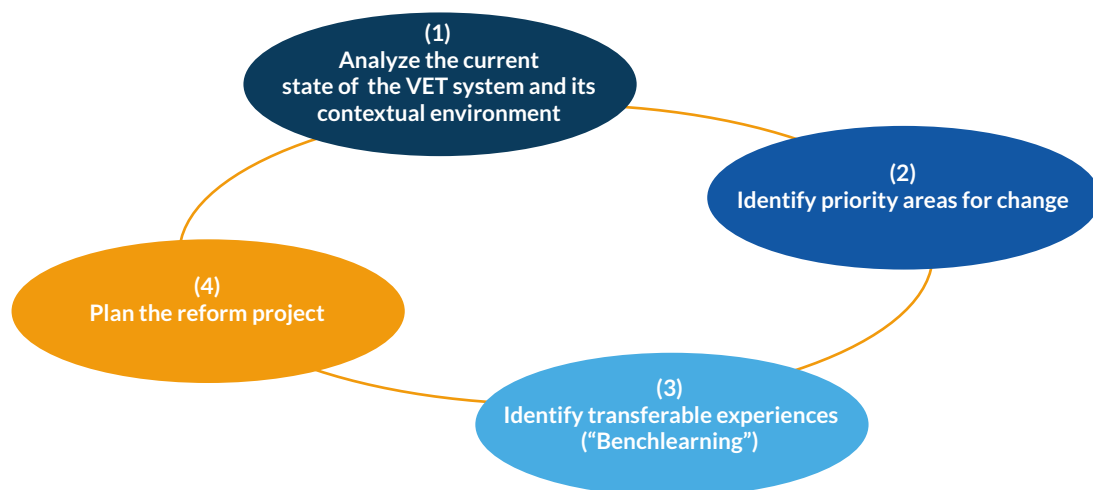 (1)
Analyze the current
state of the VET system and its
contextual environment
(2)
Identify priority areas for change
(3)
Identify transferable experiences
(“Benchlearning”)
(4)
Plan the reform project